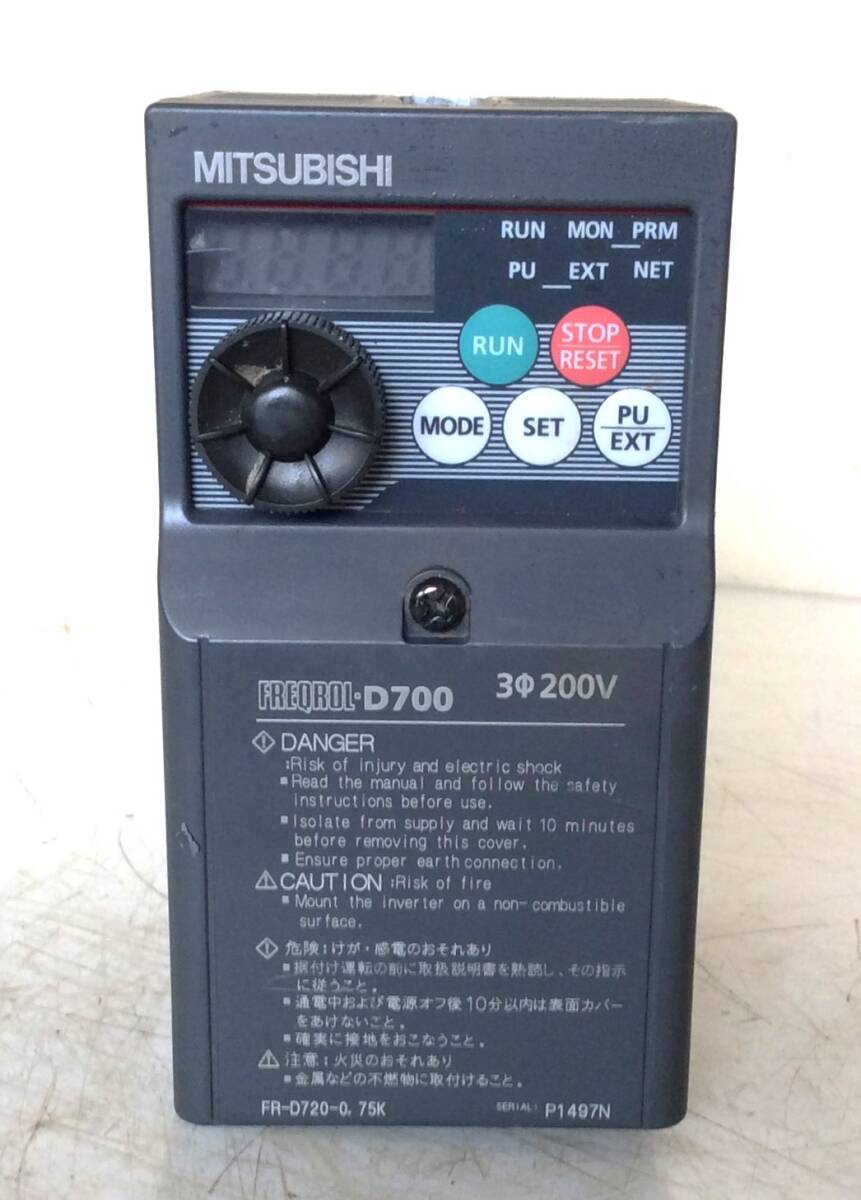 MITSUBISHI
RUN MON PRM
PU EXT NET
RUN
STOP
RESET
MODE
SET
PU
EXT
FREQROL-D700 3Φ200V
DANGER
:Risk of injury and electric shock
▪Read the manual and follow the safety
instructions before use.
▪Isolate from supply and wait 10 minutes
before removing this cover.
▪Ensure proper earth connection.
CAUTION :Risk of fire
▪Mount the inverter on a non-combustible
surface.
危険:けが・感電のおそれあり
▪据付け運転の前に取扱説明書を熟読し、その指示
に従うこと。
▪通電中および電源オフ後10分以内は表面カバー
をあけないこと。
▪確実に接地をおこなうこと。
注意:火災のおそれあり
▪金属などの不燃物に取付けること。
FR-D720-0.75K SERIAL: P1497N